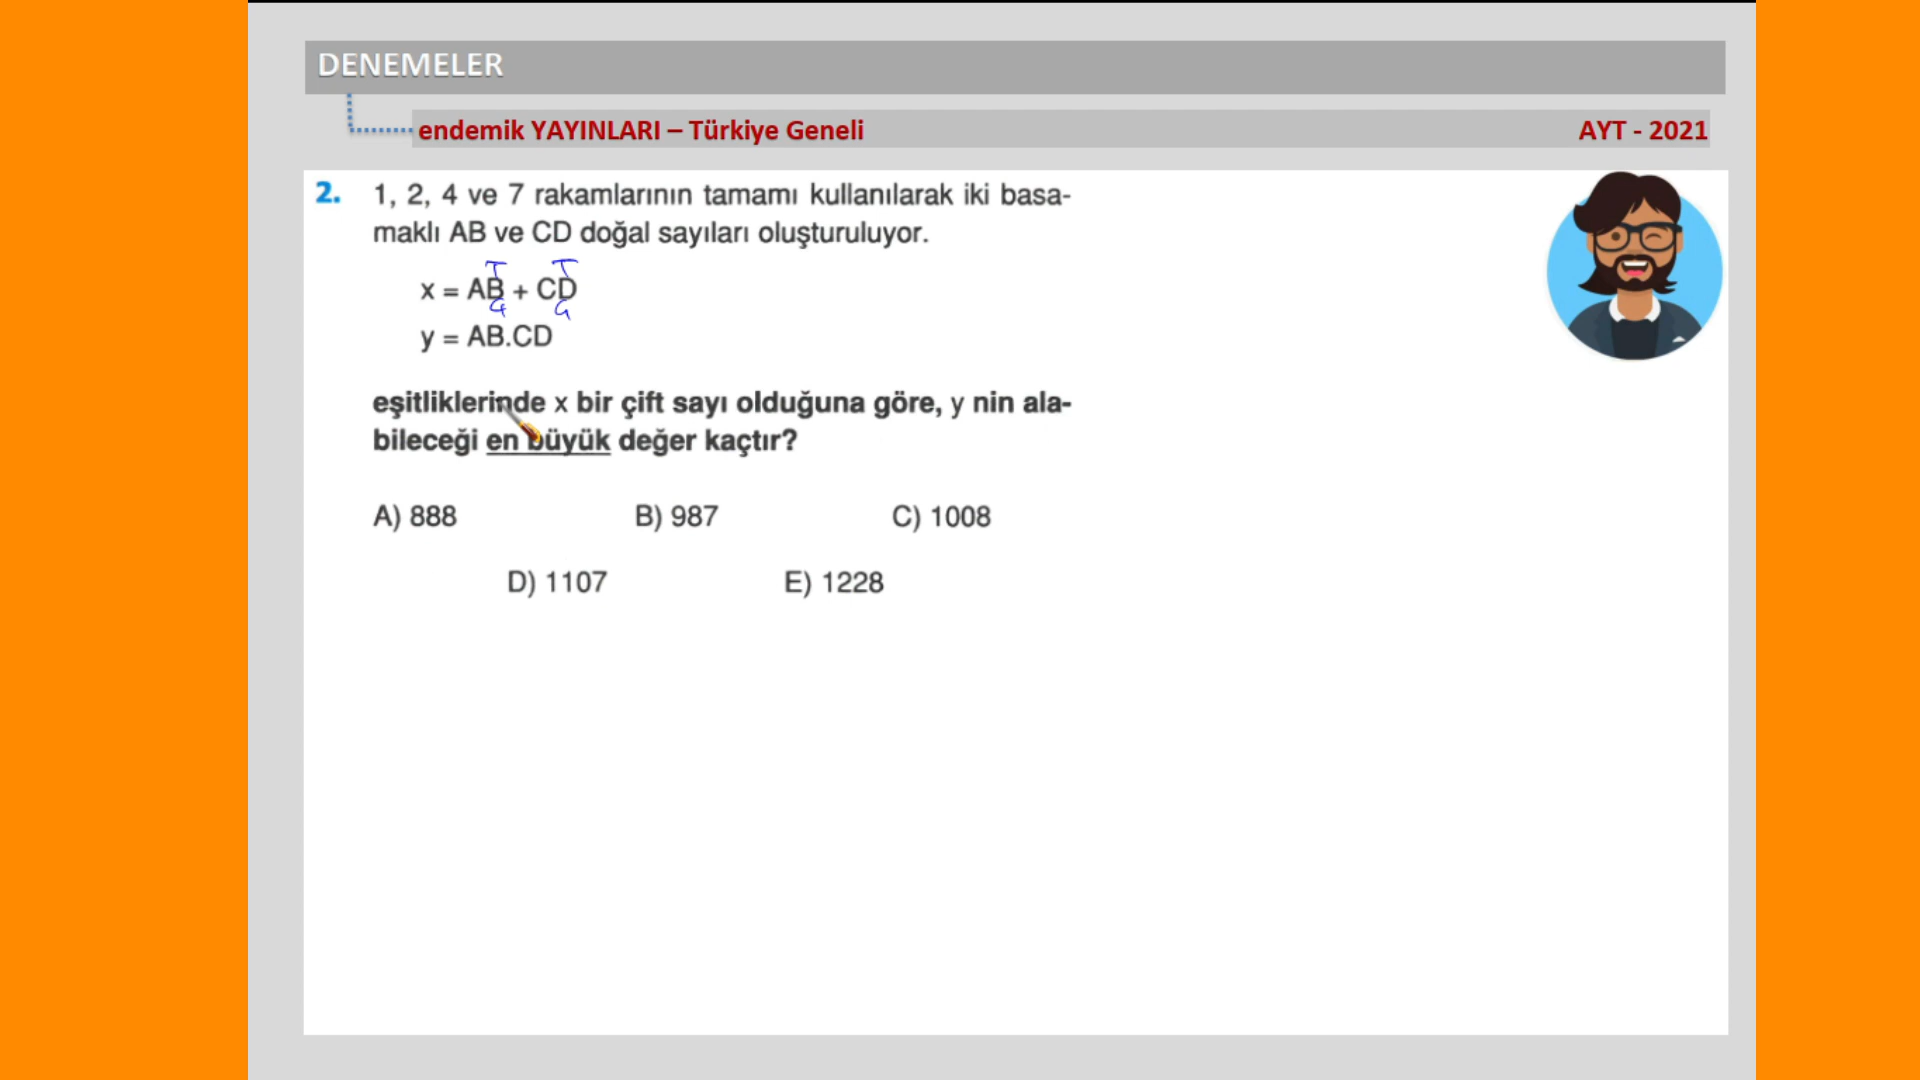 DENEMELER
endemik YAYINLARI – Türkiye Geneli AYT - 2021
2. 1, 2, 4 ve 7 rakamlarının tamamı kullanılarak iki basa-
maklı AB ve CD doğal sayıları oluşturuluyor.
T T
x = AB + CD
Ç Ç
y = AB.CD
eşitliklerinde x bir çift sayı olduğuna göre, y nin ala-
bileceği en büyük değer kaçtır?
A) 888 B) 987 C) 1008
D) 1107 E) 1228